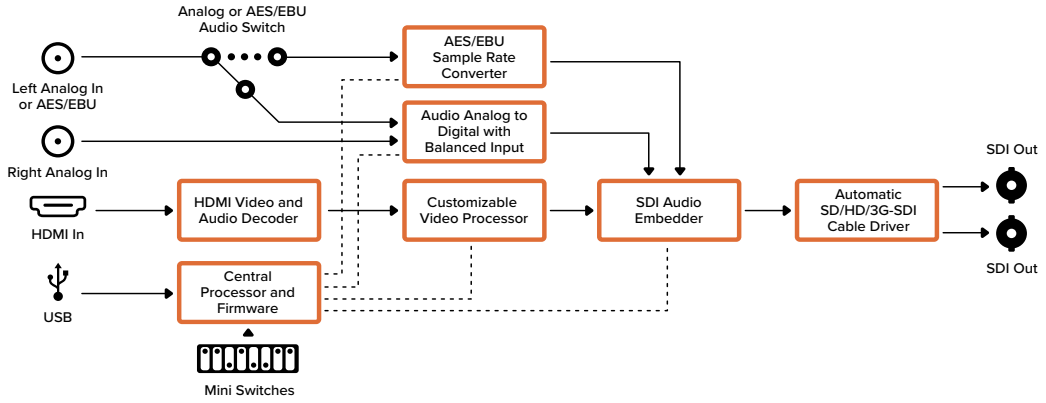 Analog or AES/EBU
Audio Switch
Left Analog In
or AES/EBU
AES/EBU
Sample Rate
Converter
Audio Analog to
Digital with
Balanced Input
Right Analog In
HDMI In
HDMI Video and
Audio Decoder
Customizable
Video Processor
SDI Audio
Embedder
Automatic
SD/HD/3G-SDI
Cable Driver
SDI Out
SDI Out
USB
Central
Processor and
Firmware
Mini Switches